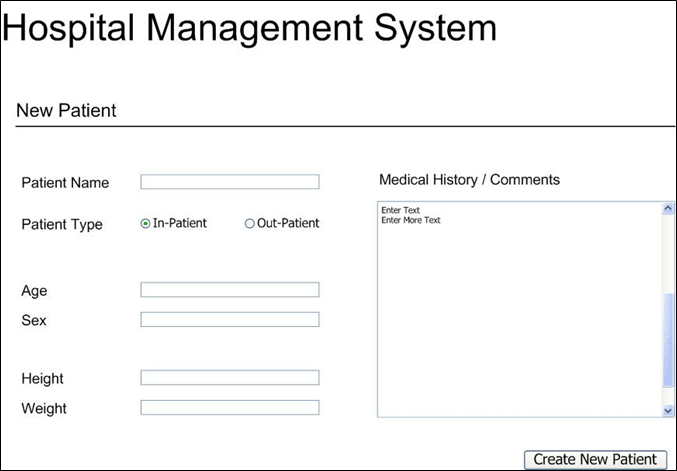 Hospital Management System
New Patient
Patient Name
Patient Type
In-Patient
Out-Patient
Age
Sex
Height
Weight
Medical History / Comments
Enter Text
Enter More Text
Create New Patient